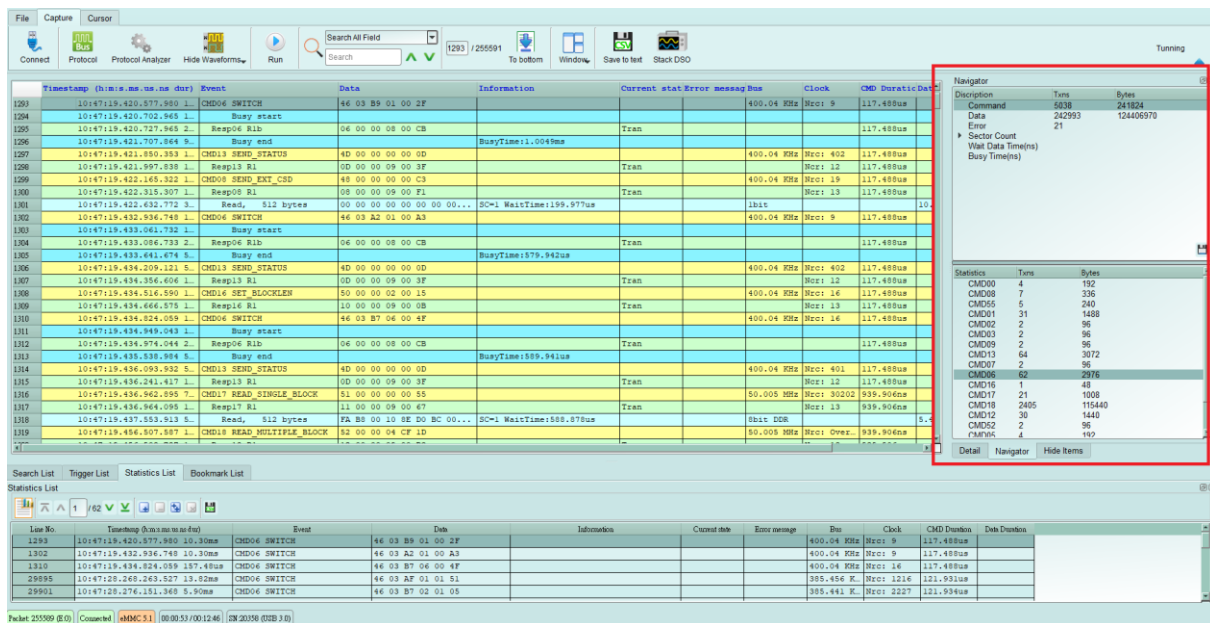 File Capture Cursor
Connect Protocol Protocol Analyzer Hide Waveforms Run Search All Field Search 1293 / 255591 To bottom Window Save to text Stack DSO Tunning
Timestamp (h:m:s.ms.us.ns dur) Event Data Information Current stat Error messag Bus Clock CMD Duratic Dat
1293 10:47:19.420.577.980 1... CMD06 SWITCH 46 03 B9 01 00 2F 400.04 KHz Nrc: 9 117.488us
1294 10:47:19.420.702.965 1... Busy start
1295 10:47:19.420.727.965 2... Resp06 R1b 06 00 00 08 00 CB Tran 117.488us
1296 10:47:19.421.707.864 9... Busy end BusyTime:1.0049ms
1297 10:47:19.421.850.353 1... CMD13 SEND_STATUS 4D 00 00 00 00 0D 400.04 KHz Nrc: 402 117.488us
1298 10:47:19.421.997.838 1... Resp13 R1 0D 00 00 09 00 3F Tran Ncr: 12 117.488us
1299 10:47:19.422.165.322 1... CMD08 SEND_EXT_CSD 48 00 00 00 00 C3 400.04 KHz Nrc: 19 117.488us
1300 10:47:19.422.315.307 1... Resp08 R1 08 00 00 09 00 F1 Tran Ncr: 13 117.488us
1301 10:47:19.422.632.772 3... Read, 512 bytes 00 00 00 00 00 00 00 00... SC=1 WaitTime:199.977us 1bit 10.
1302 10:47:19.432.936.748 1... CMD06 SWITCH 46 03 A2 01 00 A3 400.04 KHz Nrc: 9 117.488us
1303 10:47:19.433.061.732 1... Busy start
1304 10:47:19.433.086.733 2... Resp06 R1b 06 00 00 08 00 CB Tran 117.488us
1305 10:47:19.433.641.674 5... Busy end BusyTime:579.942us
1306 10:47:19.434.209.121 5... CMD13 SEND_STATUS 4D 00 00 00 00 0D 400.04 KHz Nrc: 402 117.488us
1307 10:47:19.434.356.606 1... Resp13 R1 0D 00 00 09 00 3F Tran Ncr: 12 117.488us
1308 10:47:19.434.516.590 1... CMD16 SET_BLOCKLEN 50 00 00 02 00 15 400.04 KHz Nrc: 16 117.488us
1309 10:47:19.434.666.575 1... Resp16 R1 10 00 00 09 00 0B Tran Ncr: 13 117.488us
1310 10:47:19.434.824.059 1... CMD06 SWITCH 46 03 B7 06 00 4F 400.04 KHz Nrc: 16 117.488us
1311 10:47:19.434.949.043 1... Busy start
1312 10:47:19.434.974.044 2... Resp06 R1b 06 00 00 08 00 CB Tran 117.488us
1313 10:47:19.435.538.984 5... Busy end BusyTime:589.941us
1314 10:47:19.436.093.932 5... CMD13 SEND_STATUS 4D 00 00 00 00 0D 400.04 KHz Nrc: 401 117.488us
1315 10:47:19.436.241.417 1... Resp13 R1 0D 00 00 09 00 3F Tran Ncr: 12 117.488us
1316 10:47:19.436.962.895 7... CMD17 READ_SINGLE_BLOCK 51 00 00 00 00 55 50.005 MHz Nrc: 30202 939.906ns
1317 10:47:19.436.964.095 1... Resp17 R1 11 00 00 09 00 67 Tran Ncr: 13 939.906ns
1318 10:47:19.437.553.913 5... Read, 512 bytes FA B8 00 10 8E D0 BC 00... SC=1 WaitTime:588.878us 8bit DDR 5.4
1319 10:47:19.456.507.587 1... CMD18 READ_MULTIPLE_BLOCK 52 00 00 04 CF 1D 50.005 MHz Nrc: Over... 939.906ns
Navigator
Discription Txns Bytes
Command 5038 241824
Data 242993 124406970
Error 21
Sector Count
Wait Data Time(ns)
Busy Time(ns)
Statistics Txns Bytes
CMD00 4 192
CMD08 7 336
CMD55 5 240
CMD01 31 1488
CMD02 2 96
CMD03 2 96
CMD09 2 96
CMD13 64 3072
CMD07 2 96
CMD06 62 2976
CMD16 1 48
CMD17 21 1008
CMD18 2405 115440
CMD12 30 1440
CMD52 2 96
CMD05 4 192
Detail Navigator Hide Items
Search List Trigger List Statistics List Bookmark List
Statistics List
1 /62
Line No. Timestamp (h:m:s.ms.us.ns dur) Event Data Information Current state Error message Bus Clock CMD Duration Data Duration
1293 10:47:19.420.577.980 10.30ms CMD06 SWITCH 46 03 B9 01 00 2F 400.04 KHz Nrc: 9 117.488us
1302 10:47:19.432.936.748 10.30ms CMD06 SWITCH 46 03 A2 01 00 A3 400.04 KHz Nrc: 9 117.488us
1310 10:47:19.434.824.059 157.48us CMD06 SWITCH 46 03 B7 06 00 4F 400.04 KHz Nrc: 16 117.488us
29895 10:47:28.268.263.527 13.82ms CMD06 SWITCH 46 03 AF 01 01 51 385.456 K... Nrc: 1216 121.931us
29901 10:47:28.276.151.368 5.90ms CMD06 SWITCH 46 03 B7 02 01 05 385.441 K... Nrc: 2227 121.934us
Packet: 255589 (E:0) Connected eMMC 5.1 00:00:53 / 00:12:46 SN:20358 (USB 3.0)